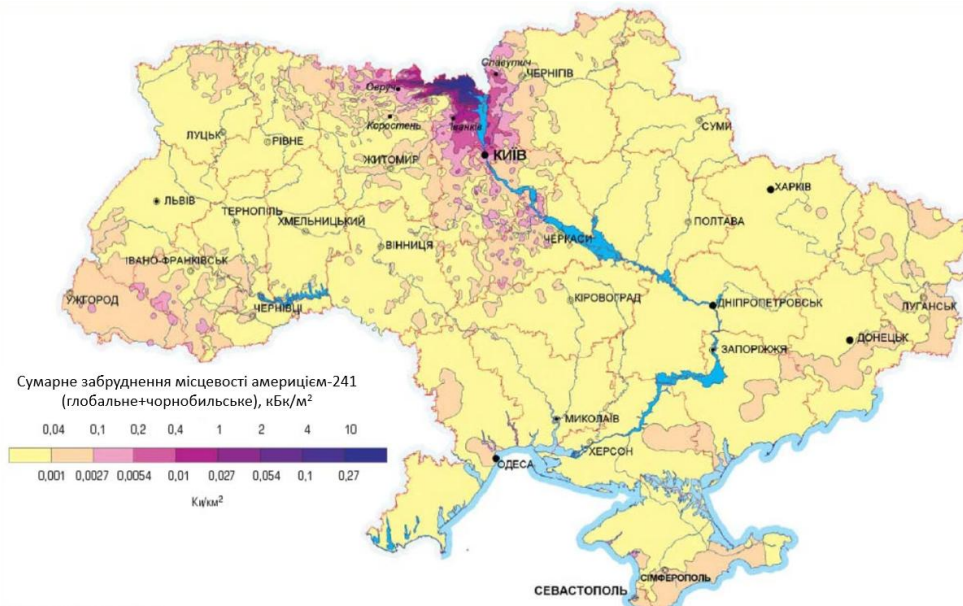 Славутич
ЧЕРНІГІВ
Овруч
Коростень
Іванків
СУМИ
ЛУЦЬК
РІВНЕ
КИЇВ
ЖИТОМИР
ХАРКІВ
ЛЬВІВ
ТЕРНОПІЛЬ
ХМЕЛЬНИЦЬКИЙ
ПОЛТАВА
ЧЕРКАСИ
ВІННИЦЯ
ІВАНО-ФРАНКІВСЬК
УЖГОРОД
КІРОВОГРАД
ДНІПРОПЕТРОВСЬК
ЛУГАНСЬК
ЧЕРНІВЦІ
ДОНЕЦЬК
ЗАПОРІЖЖЯ
Сумарне забруднення місцевості америцієм-241
(глобальне+чорнобильське), кБк/м²
0,04 0,1 0,2 0,4 1 2 4 10
0,001 0,0027 0,0054 0,01 0,027 0,054 0,1 0,27
Ки/км²
МИКОЛАЇВ
ХЕРСОН
ОДЕСА
СІМФЕРОПОЛЬ
СЕВАСТОПОЛЬ